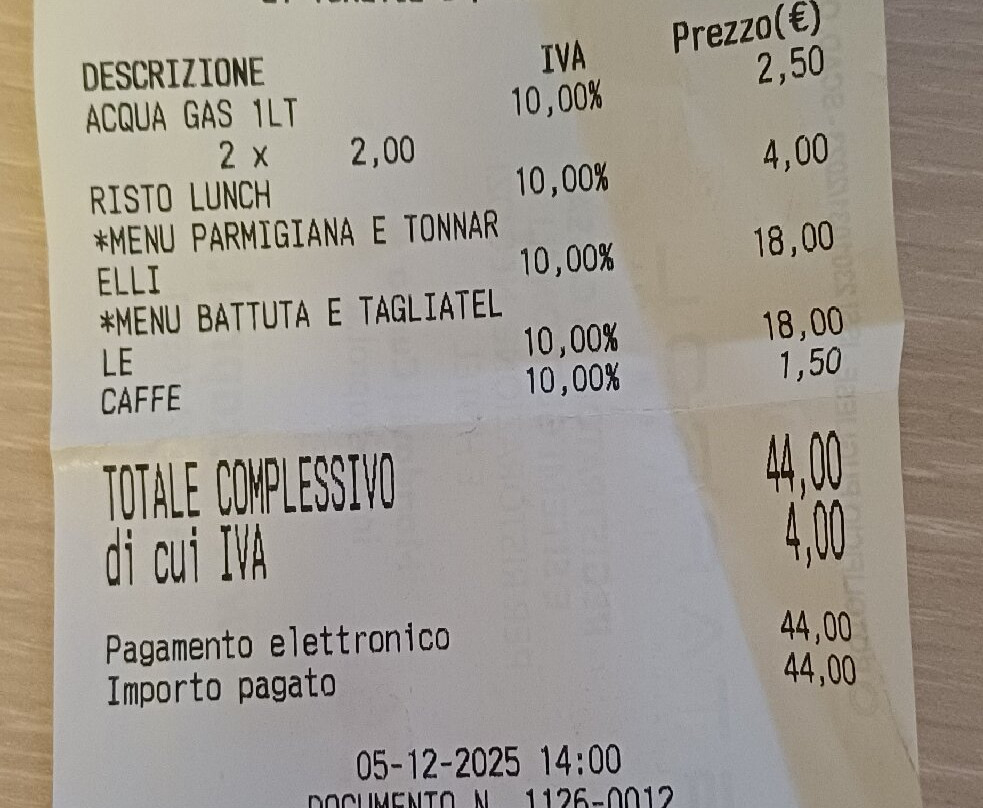 DESCRIZIONE IVA Prezzo(€)
ACQUA GAS 1LT 10,00% 2,50
2 x 2,00
RISTO LUNCH 10,00% 4,00
*MENU PARMIGIANA E TONNAR
ELLI 10,00% 18,00
*MENU BATTUTA E TAGLIATEL
LE 10,00% 18,00
CAFFE 10,00% 1,50
TOTALE COMPLESSIVO 44,00
di cui IVA 4,00
Pagamento elettronico 44,00
Importo pagato 44,00
05-12-2025 14:00
DOCUMENTO N. 1126-0012